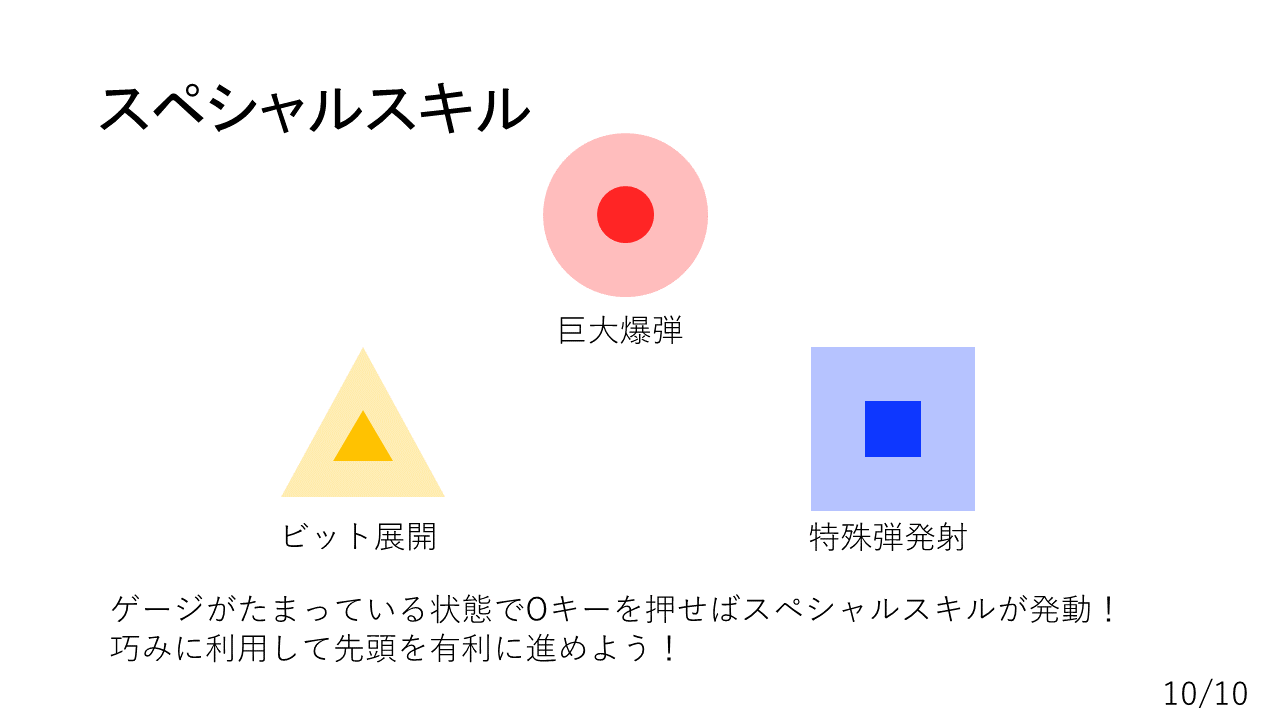 スペシャルスキル
巨大爆弾
ビット展開
特殊弾発射
ゲージがたまっている状態でOキーを押せばスペシャルスキルが発動！
巧みに利用して先頭を有利に進めよう！
10/10